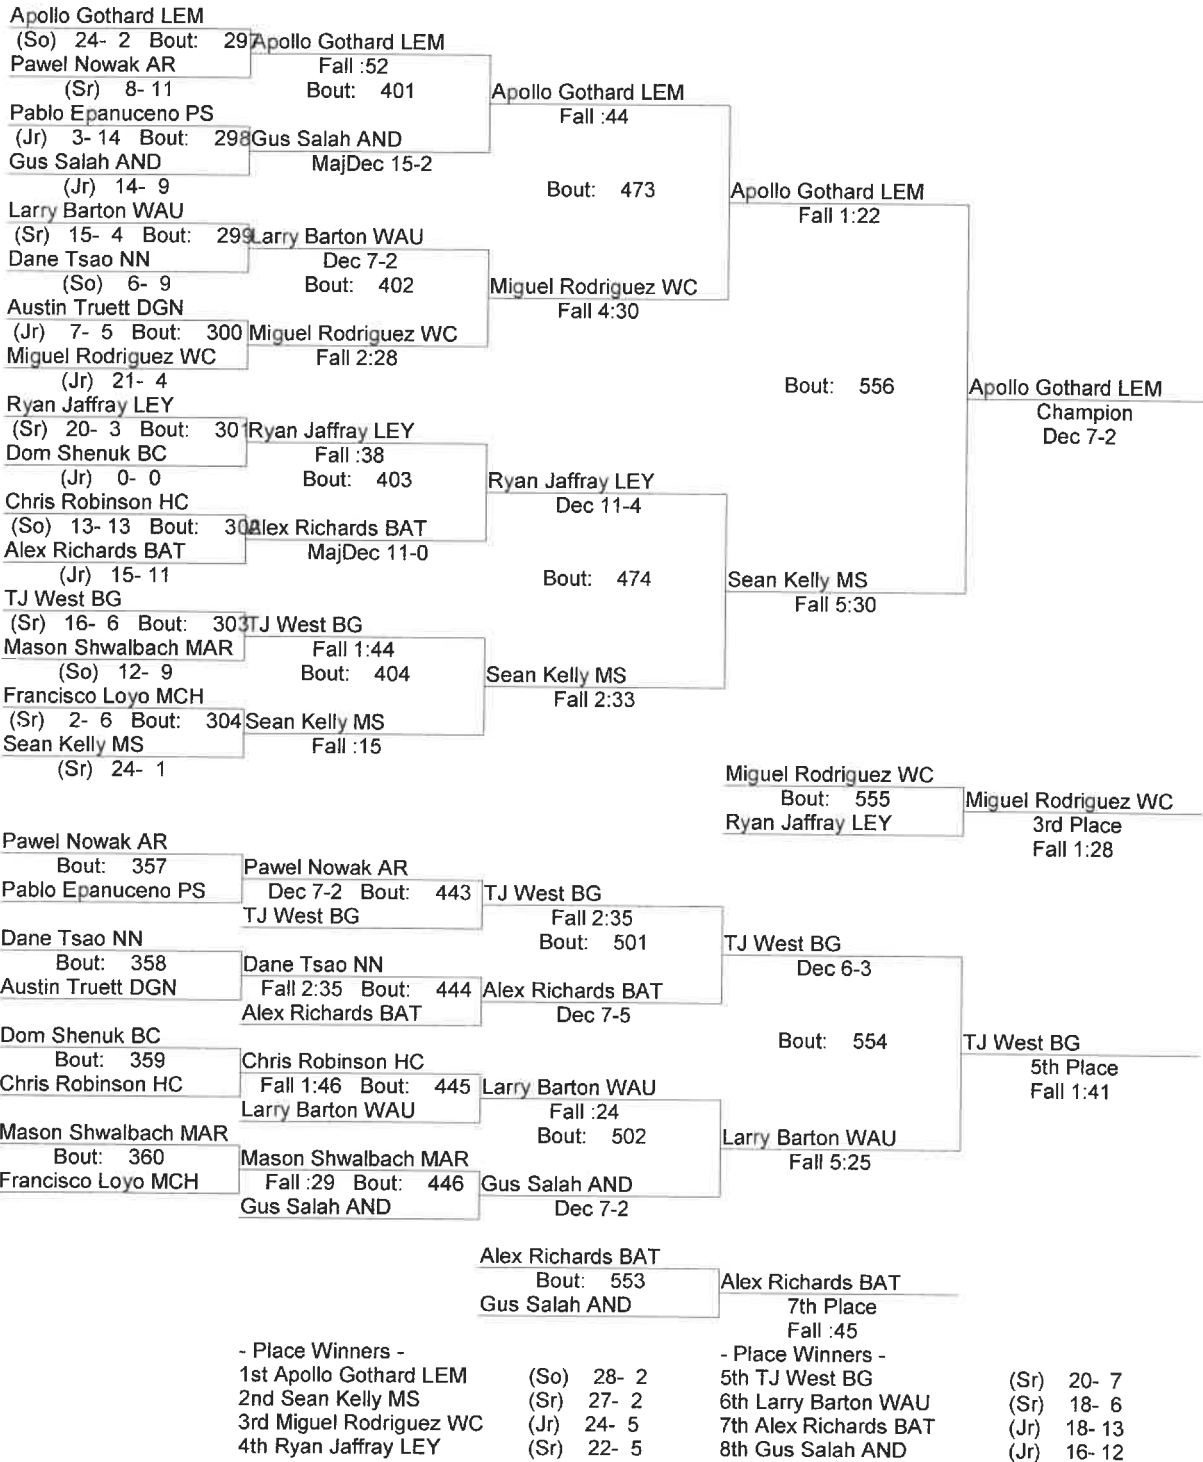 Apollo Gothard LEM
(So) 24- 2 Bout: 297
Pawel Nowak AR
(Sr) 8- 11
Pablo Epanuceno PS
(Jr) 3- 14 Bout: 298
Gus Salah AND
(Jr) 14- 9
Larry Barton WAU
(Sr) 15- 4 Bout: 299
Dane Tsao NN
(So) 6- 9
Austin Truett DGN
(Jr) 7- 5 Bout: 300
Miguel Rodriguez WC
(Jr) 21- 4
Ryan Jaffray LEY
(Sr) 20- 3 Bout: 301
Dom Shenuk BC
(Jr) 0- 0
Chris Robinson HC
(So) 13- 13 Bout: 302
Alex Richards BAT
(Jr) 15- 11
TJ West BG
(Sr) 16- 6 Bout: 303
Mason Shwalbach MAR
(So) 12- 9
Francisco Loyo MCH
(Sr) 2- 6 Bout: 304
Sean Kelly MS
(Sr) 24- 1
Apollo Gothard LEM
Fall :52
Bout: 401
Gus Salah AND
MajDec 15-2
Larry Barton WAU
Dec 7-2
Bout: 402
Miguel Rodriguez WC
Fall 2:28
Ryan Jaffray LEY
Fall :38
Bout: 403
Alex Richards BAT
MajDec 11-0
TJ West BG
Fall 1:44
Bout: 404
Sean Kelly MS
Fall :15
Apollo Gothard LEM
Fall :44
Bout: 473
Miguel Rodriguez WC
Fall 4:30
Ryan Jaffray LEY
Dec 11-4
Bout: 474
Sean Kelly MS
Fall 2:33
Apollo Gothard LEM
Fall 1:22
Bout: 556
Sean Kelly MS
Fall 5:30
Apollo Gothard LEM
Champion
Dec 7-2
Miguel Rodriguez WC
Bout: 555
Ryan Jaffray LEY
Miguel Rodriguez WC
3rd Place
Fall 1:28
Pawel Nowak AR
Bout: 357
Pablo Epanuceno PS
Dane Tsao NN
Bout: 358
Austin Truett DGN
Dom Shenuk BC
Bout: 359
Chris Robinson HC
Mason Shwalbach MAR
Bout: 360
Francisco Loyo MCH
Pawel Nowak AR
Dec 7-2 Bout: 443
TJ West BG
Dane Tsao NN
Fall 2:35 Bout: 444
Alex Richards BAT
Chris Robinson HC
Fall 1:46 Bout: 445
Larry Barton WAU
Mason Shwalbach MAR
Fall :29 Bout: 446
Gus Salah AND
TJ West BG
Fall 2:35
Bout: 501
Alex Richards BAT
Dec 7-5
Larry Barton WAU
Fall :24
Bout: 502
Gus Salah AND
Dec 7-2
TJ West BG
Dec 6-3
Bout: 554
Larry Barton WAU
Fall 5:25
TJ West BG
5th Place
Fall 1:41
Alex Richards BAT
Bout: 553
Gus Salah AND
Alex Richards BAT
7th Place
Fall :45
- Place Winners -
1st Apollo Gothard LEM (So) 28- 2
2nd Sean Kelly MS (Sr) 27- 2
3rd Miguel Rodriguez WC (Jr) 24- 5
4th Ryan Jaffray LEY (Sr) 22- 5
- Place Winners -
5th TJ West BG (Sr) 20- 7
6th Larry Barton WAU (Sr) 18- 6
7th Alex Richards BAT (Jr) 18- 13
8th Gus Salah AND (Jr) 16- 12